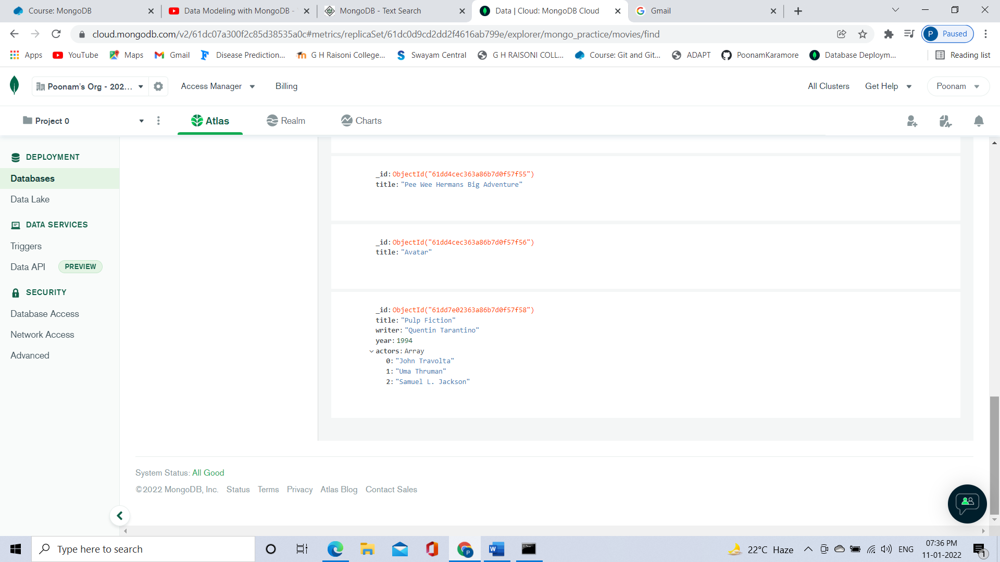 Course: MongoDB
Data Modeling with MongoDB -
MongoDB - Text Search
Data | Cloud: MongoDB Cloud
Gmail
cloud.mongodb.com/v2/61dc07a300f2c85d38535a0c#metrics/replicaSet/61dc0d9cd2dd2f4616ab799e/explorer/mongo_practice/movies/find
P Paused
Apps YouTube Maps Gmail Disease Prediction... G H Raisoni College... Swayam Central G H RAISONI COLL... Course: Git and Git... ADAPT PoonamKaramore Database Deploym... Reading list
Poonam's Org - 202... Access Manager Billing All Clusters Get Help Poonam
Project 0 Atlas Realm Charts
DEPLOYMENT
Databases
Data Lake
DATA SERVICES
Triggers
Data API PREVIEW
SECURITY
Database Access
Network Access
Advanced
_id: ObjectId("61dd4cec363a86b7d0f57f55")
title: "Pee Wee Hermans Big Adventure"
_id: ObjectId("61dd4cec363a86b7d0f57f56")
title: "Avatar"
_id: ObjectId("61dd7e02363a86b7d0f57f58")
title: "Pulp Fiction"
writer: "Quentin Tarantino"
year: 1994
actors: Array
0: "John Travolta"
1: "Uma Thruman"
2: "Samuel L. Jackson"
System Status: All Good
©2022 MongoDB, Inc. Status Terms Privacy Atlas Blog Contact Sales
Type here to search
22°C Haze
ENG
07:36 PM
11-01-2022
1